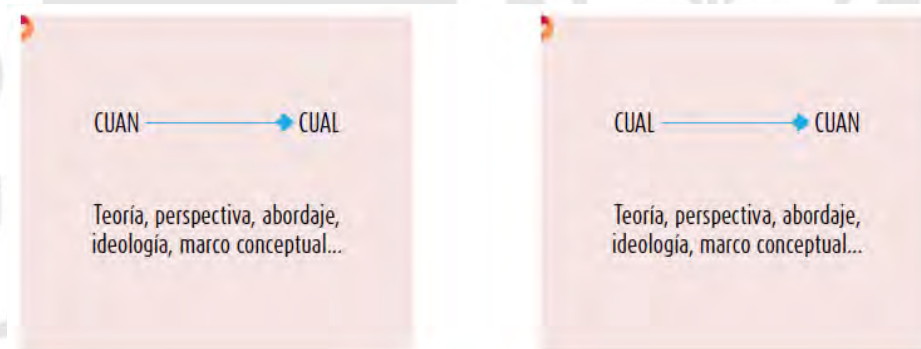 CUAN CUAL
Teoría, perspectiva, abordaje,
ideología, marco conceptual...
CUAL CUAN
Teoría, perspectiva, abordaje,
ideología, marco conceptual...